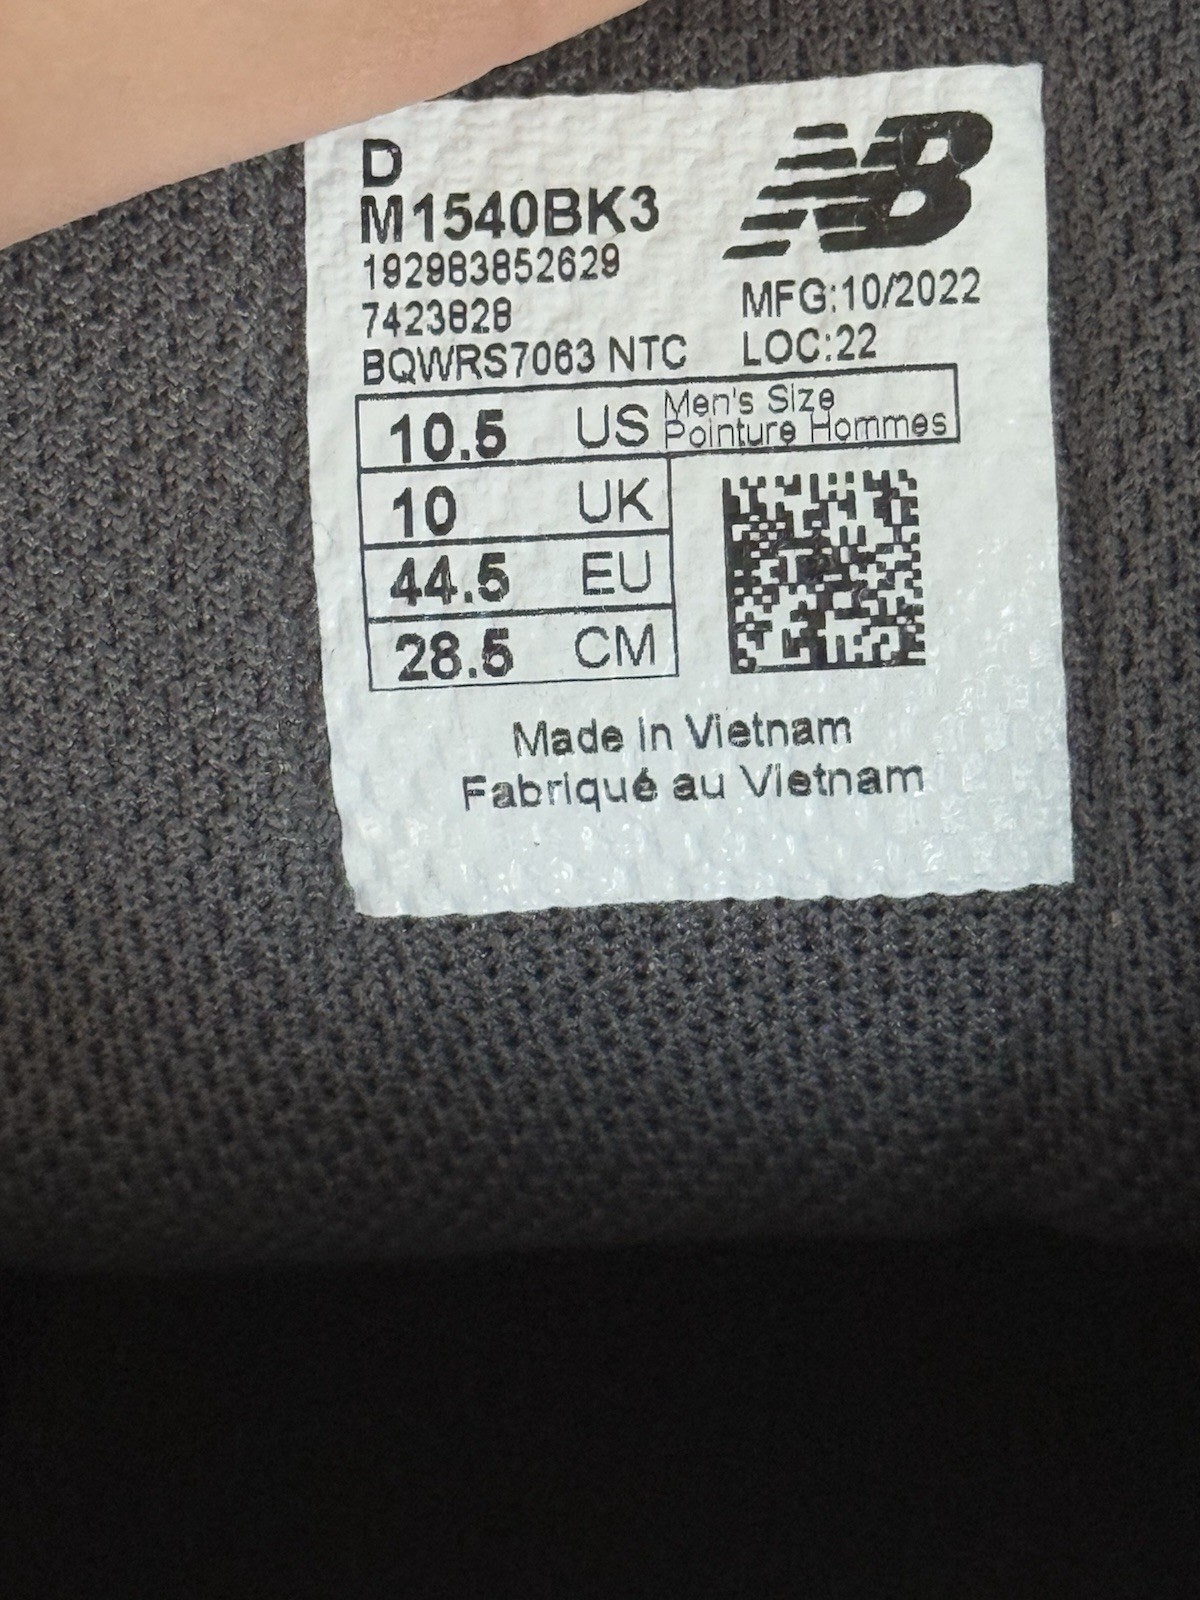 D
NB
M1540BK3
192983852629
7423828
MFG:10/2022
BQWRS7063 NTC
LOC:22
10.5 US Men's Size
Pointure Hommes
10 UK
44.5 EU
28.5 CM
Made in Vietnam
Fabriqué au Vietnam